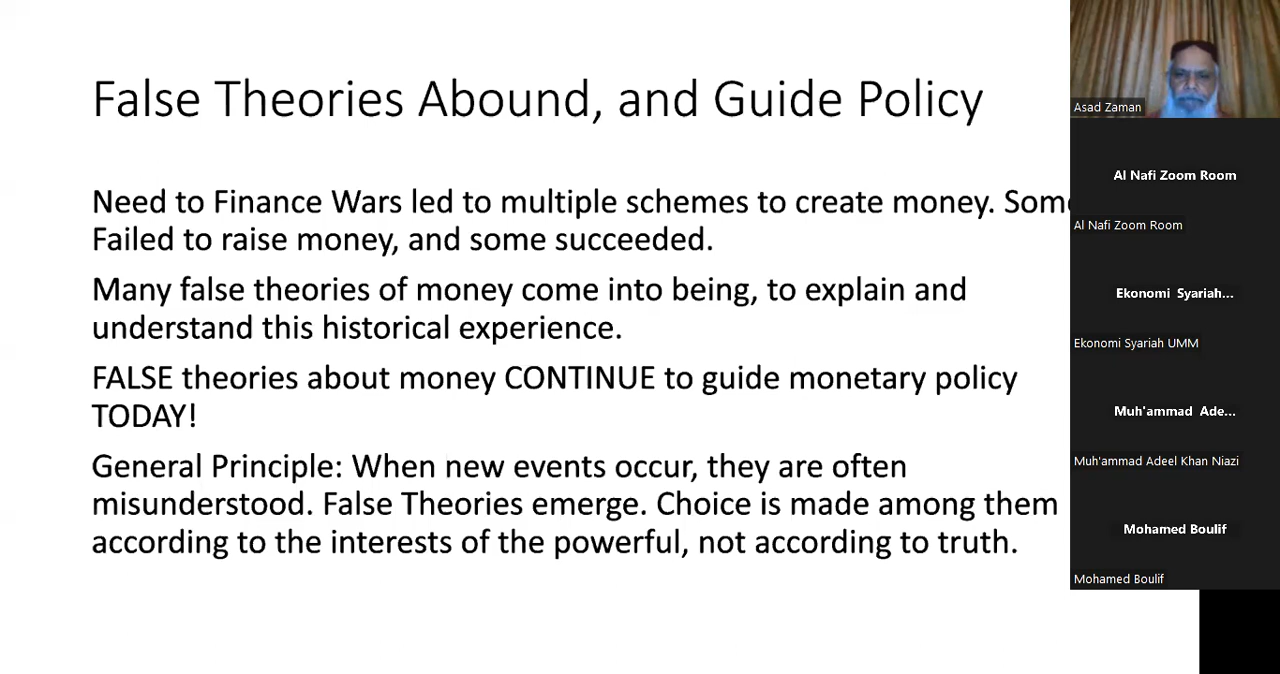 False Theories Abound, and Guide Policy
Need to Finance Wars led to multiple schemes to create money. Some
Failed to raise money, and some succeeded.
Many false theories of money come into being, to explain and
understand this historical experience.
FALSE theories about money CONTINUE to guide monetary policy
TODAY!
General Principle: When new events occur, they are often
misunderstood. False Theories emerge. Choice is made among them
according to the interests of the powerful, not according to truth.
Asad Zaman
Al Nafi Zoom Room
Al Nafi Zoom Room
Ekonomi Syariah...
Ekonomi Syariah UMM
Muh'ammad Ade...
Muh'ammad Adeel Khan Niazi
Mohamed Boulif
Mohamed Boulif